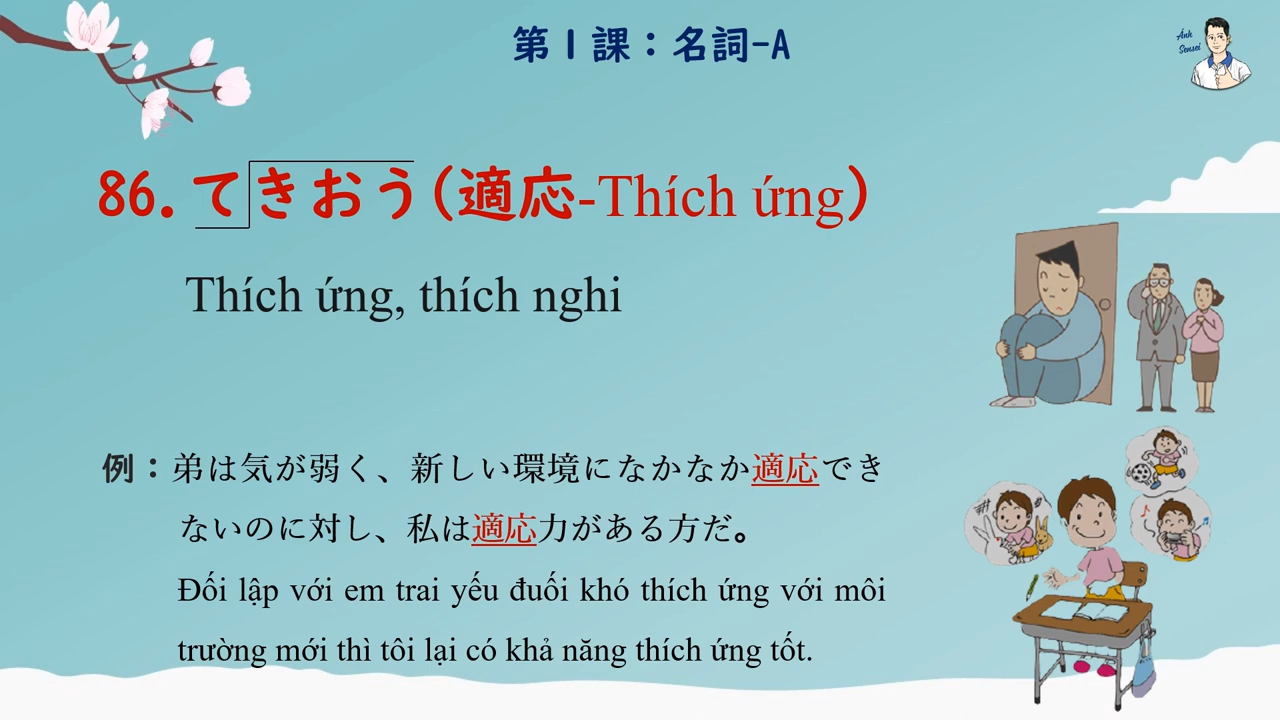 第1課：名詞-A
Ánh
Sensei
86. てきおう（適応-Thích ứng）
Thích ứng, thích nghi
例：弟は気が弱く、新しい環境になかなか適応でき
ないのに対し、私は適応力がある方だ。
Đối lập với em trai yếu đuối khó thích ứng với môi
trường mới thì tôi lại có khả năng thích ứng tốt.